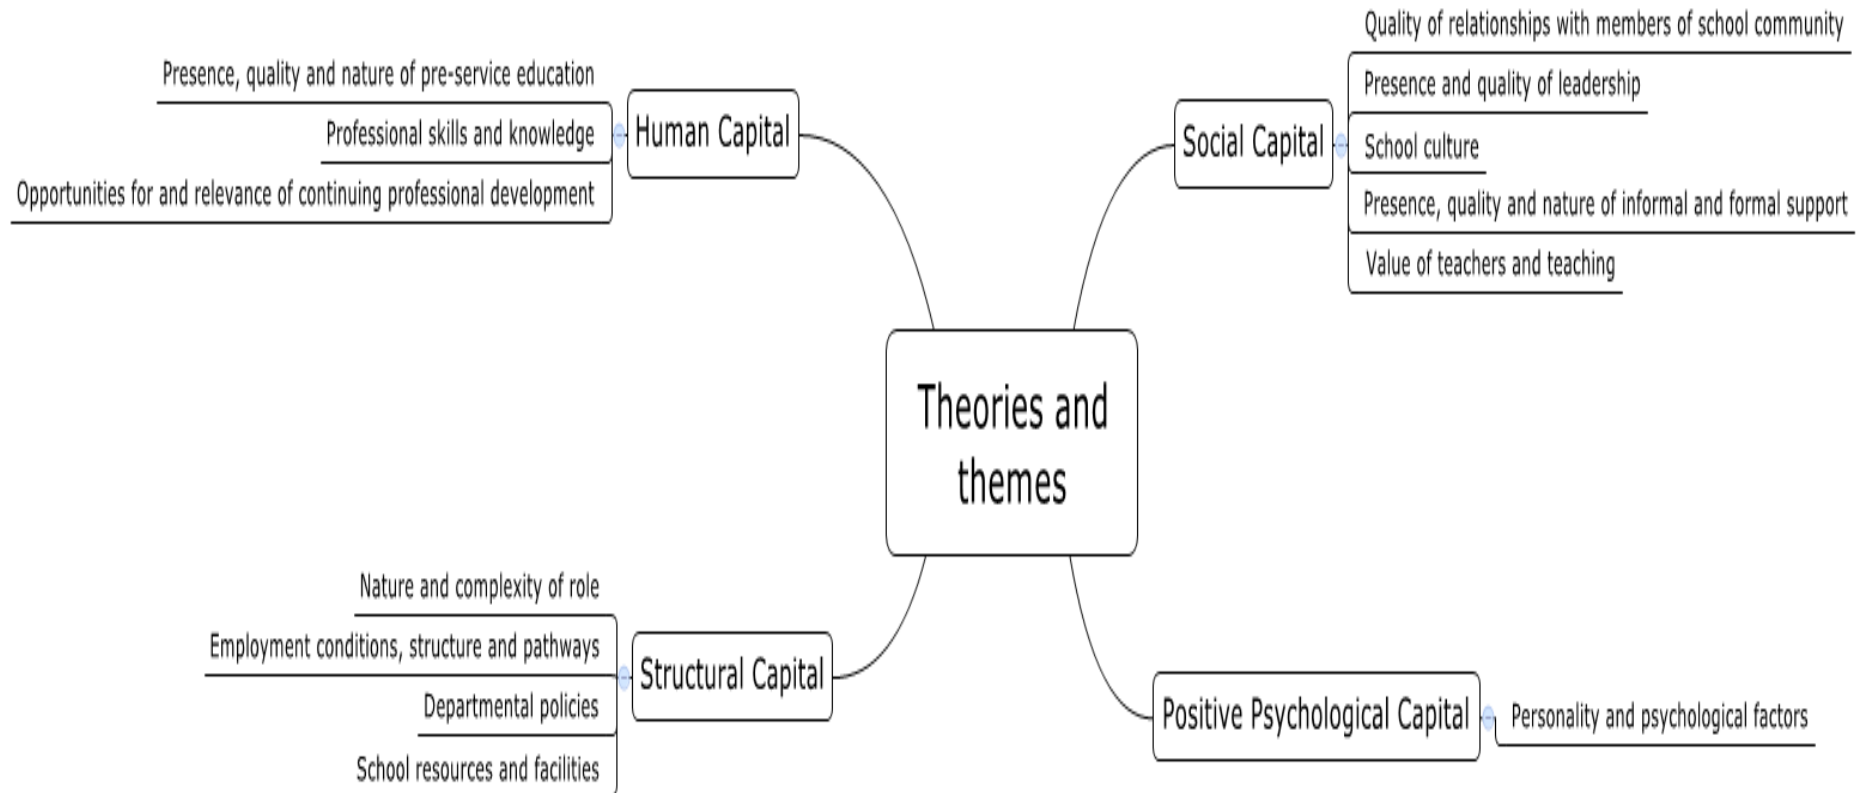 Theories and
themes
Human Capital
Presence, quality and nature of pre-service education
Professional skills and knowledge
Opportunities for and relevance of continuing professional development
Social Capital
Quality of relationships with members of school community
Presence and quality of leadership
School culture
Presence, quality and nature of informal and formal support
Value of teachers and teaching
Structural Capital
Nature and complexity of role
Employment conditions, structure and pathways
Departmental policies
School resources and facilities
Positive Psychological Capital
Personality and psychological factors